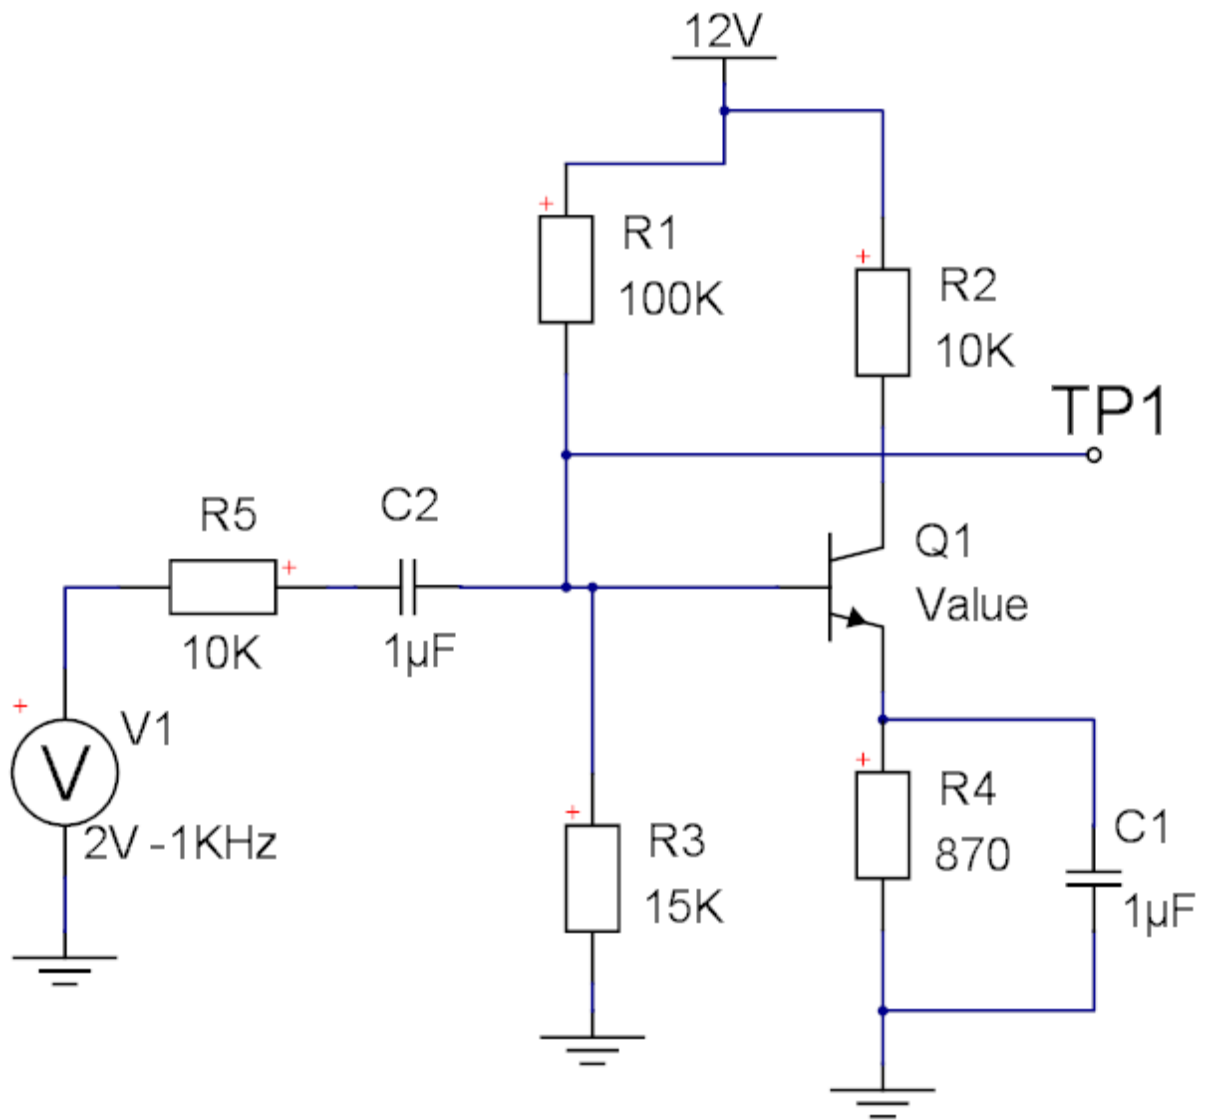 12V
R1
100K
R2
10K
TP1
R5
10K
C2
1µF
Q1
Value
V1
V
2V -1KHz
R3
15K
R4
870
C1
1µF